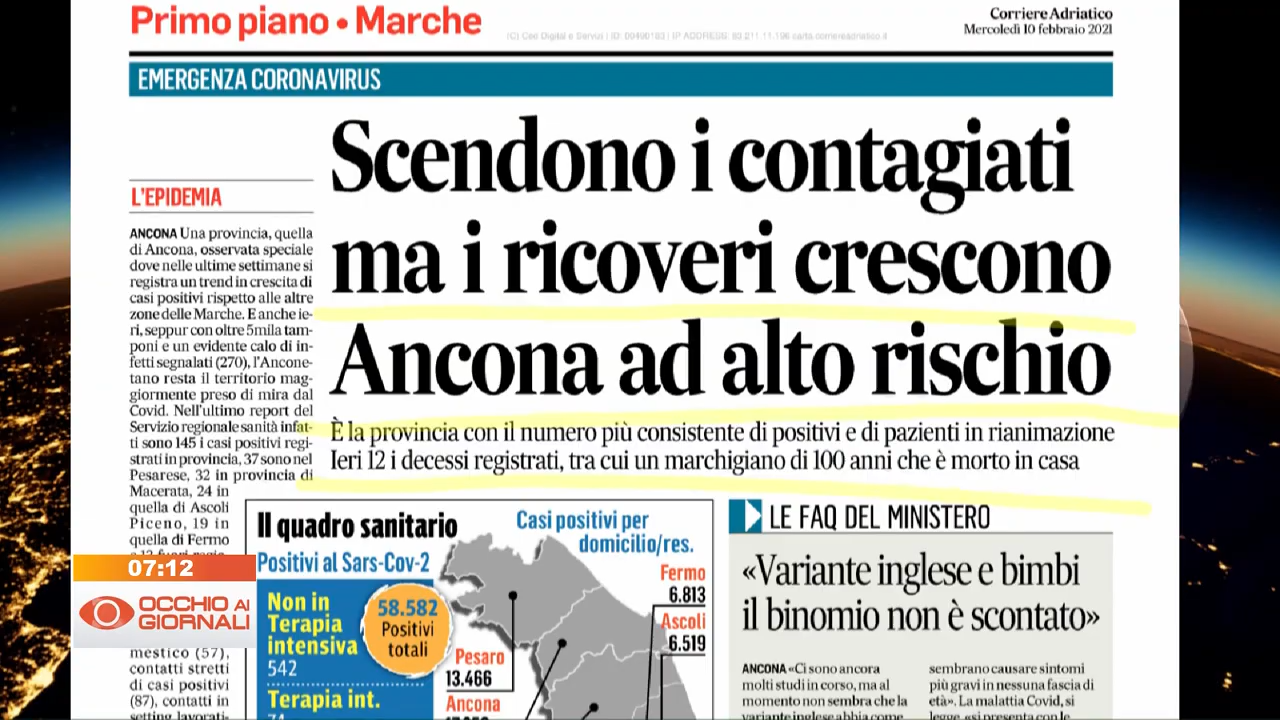 Primo piano • Marche
Corriere Adriatico
Mercoledì 10 febbraio 2021
EMERGENZA CORONAVIRUS
Scendono i contagiati
ma i ricoveri crescono
Ancona ad alto rischio
È la provincia con il numero più consistente di positivi e di pazienti in rianimazione
Ieri 12 i decessi registrati, tra cui un marchigiano di 100 anni che è morto in casa
L'EPIDEMIA
ANCONA Una provincia, quella
di Ancona, osservata speciale
dove nelle ultime settimane si
registra un trend in crescita di
casi positivi rispetto alle altre
zone delle Marche. E anche ie-
ri, seppur con oltre 5mila tam-
poni e un evidente calo di in-
fetti segnalati (270), l'Ancone-
tano resta il territorio mag-
giormente preso di mira dal
Covid. Nell'ultimo report del
Servizio regionale sanità infat-
ti sono 145 i casi positivi regi-
strati in provincia, 37 sono nel
Pesarese, 32 in provincia di
Macerata, 24 in
quella di Ascoli
Piceno, 19 in
quella di Fermo
07:12
OCCHIO AI
GIORNALI
mestico (57),
contatti stretti
di casi positivi
(87), contatti in
setting lavorati-
Il quadro sanitario
Positivi al Sars-Cov-2
Non in
Terapia
intensiva
542
Terapia int.
58.582
Positivi
totali
Casi positivi per
domicilio/res.
Fermo
6.813
Ascoli
6.519
Pesaro
13.466
Ancona
LE FAQ DEL MINISTERO
«Variante inglese e bimbi
il binomio non è scontato»
ANCONA «Ci sono ancora
molti studi in corso, ma al
momento non sembra che la
variante inglese abbia come
sembrano causare sintomi
più gravi in nessuna fascia di
età». La malattia Covid, si
legge, «si presenta con le